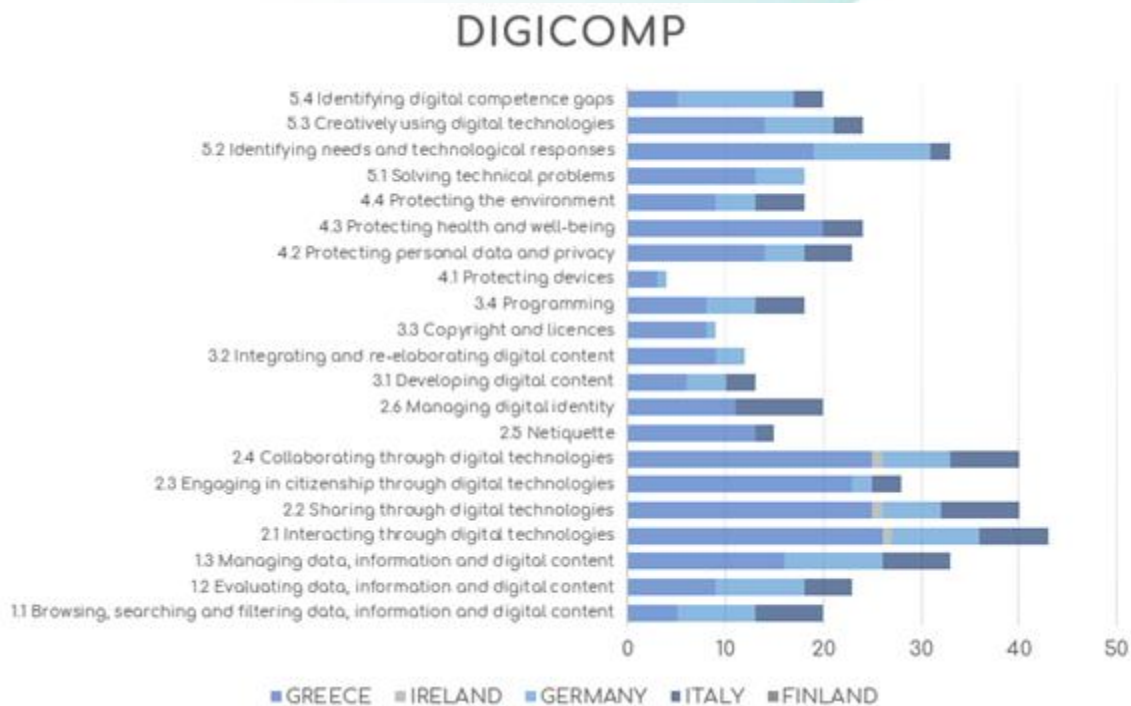 DIGICOMP
5.4 Identifying digital competence gaps
5.3 Creatively using digital technologies
5.2 Identifying needs and technological responses
5.1 Solving technical problems
4.4 Protecting the environment
4.3 Protecting health and well-being
4.2 Protecting personal data and privacy
4.1 Protecting devices
3.4 Programming
3.3 Copyright and licences
3.2 Integrating and re-elaborating digital content
3.1 Developing digital content
2.6 Managing digital identity
2.5 Netiquette
2.4 Collaborating through digital technologies
2.3 Engaging in citizenship through digital technologies
2.2 Sharing through digital technologies
2.1 Interacting through digital technologies
1.3 Managing data, information and digital content
1.2 Evaluating data, information and digital content
1.1 Browsing, searching and filtering data, information and digital content
0 10 20 30 40 50
GREECE IRELAND GERMANY ITALY FINLAND